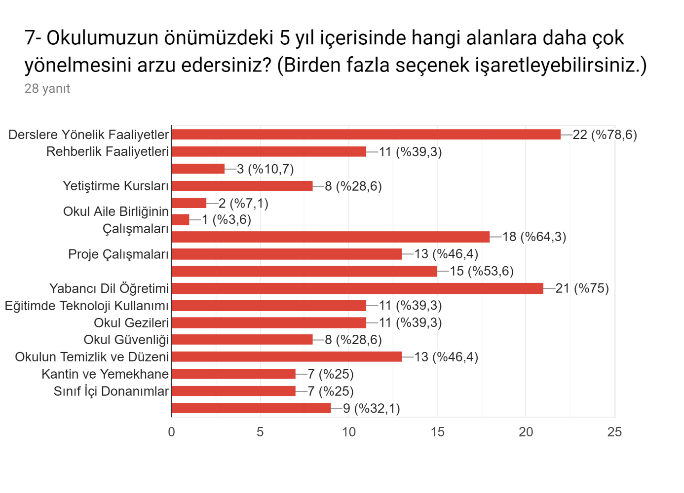 7- Okulumuzun önümüzdeki 5 yıl içerisinde hangi alanlara daha çok
yönelmesini arzu edersiniz? (Birden fazla seçenek işaretleyebilirsiniz.)
28 yanıt
Derslere Yönelik Faaliyetler 22 (%78,6)
Rehberlik Faaliyetleri 11 (%39,3)
3 (%10,7)
Yetiştirme Kursları 8 (%28,6)
2 (%7,1)
Okul Aile Birliğinin 1 (%3,6)
Çalışmaları
18 (%64,3)
Proje Çalışmaları 13 (%46,4)
15 (%53,6)
Yabancı Dil Öğretimi 21 (%75)
Eğitimde Teknoloji Kullanımı 11 (%39,3)
Okul Gezileri 11 (%39,3)
Okul Güvenliği 8 (%28,6)
Okulun Temizlik ve Düzeni 13 (%46,4)
Kantin ve Yemekhane 7 (%25)
Sınıf İçi Donanımlar 7 (%25)
9 (%32,1)
0 5 10 15 20 25